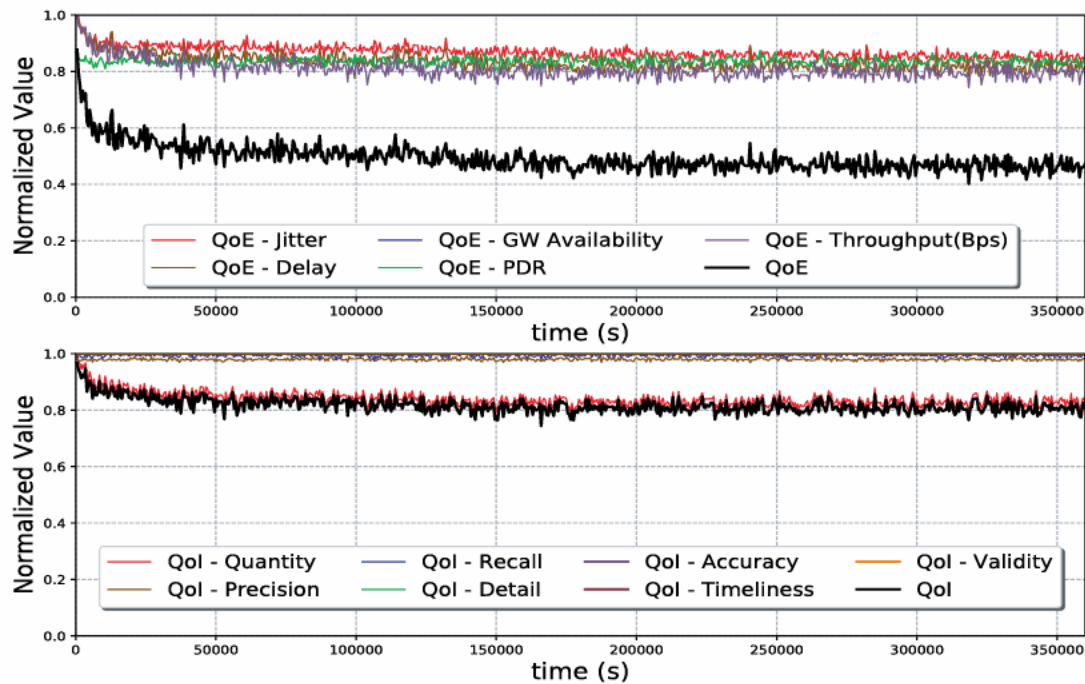 1.0
0.8
0.6
0.4
0.2
0.0
Normalized Value
QoE - Jitter QoE - GW Availability QoE - Throughput(Bps)
QoE - Delay QoE - PDR QoE
0 50000 100000 150000 200000 250000 300000 350000
time (s)
1.0
0.8
0.6
0.4
0.2
0.0
Normalized Value
QoI - Quantity QoI - Recall QoI - Accuracy QoI - Validity
QoI - Precision QoI - Detail QoI - Timeliness QoI
0 50000 100000 150000 200000 250000 300000 350000
time (s)